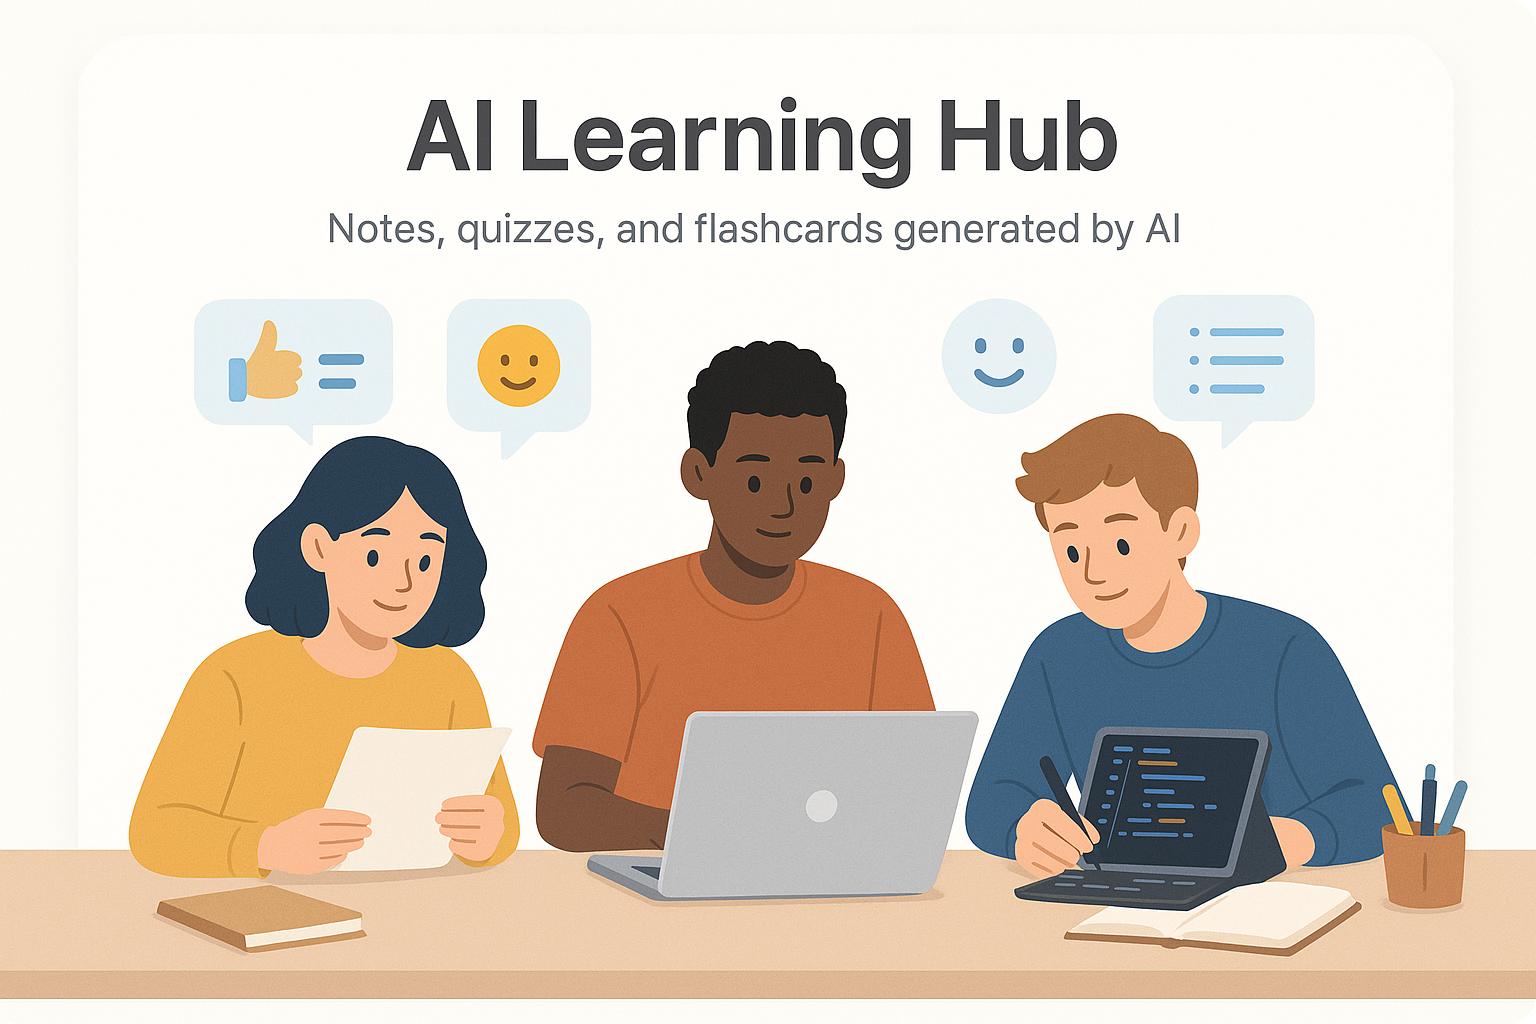 AI Learning Hub
Notes, quizzes, and flashcards generated by AI